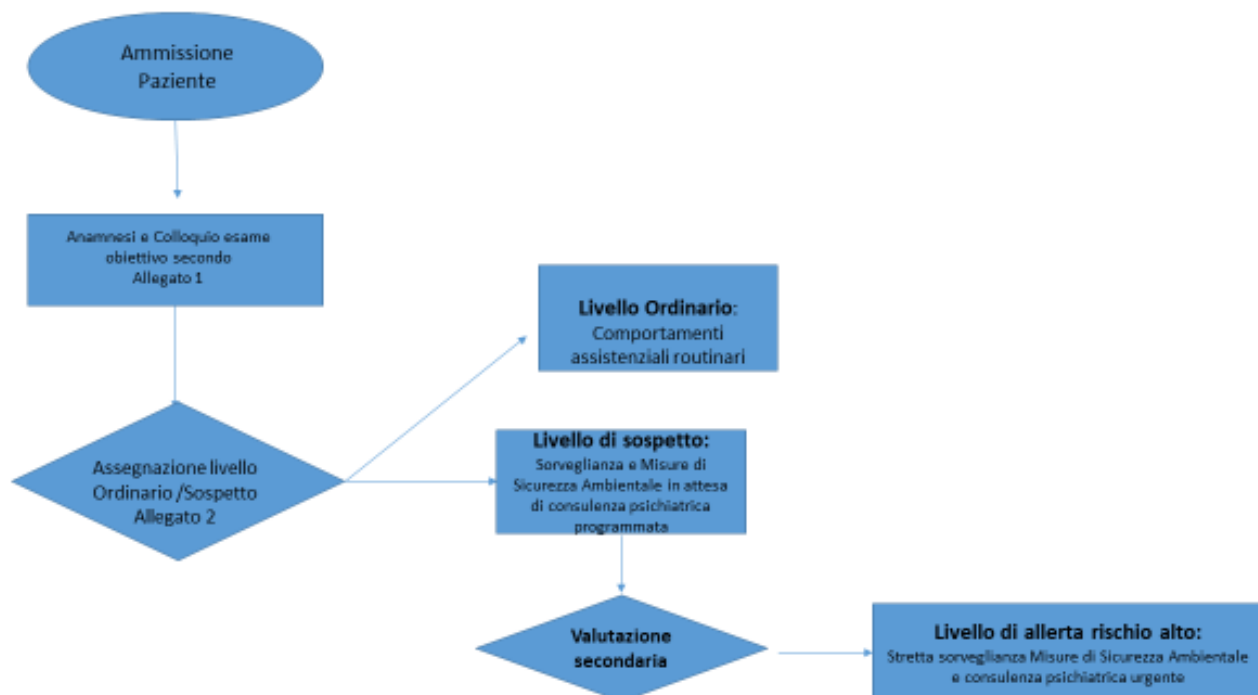 Ammissione
Paziente
Anamnesi e Colloquio esame
obiettivo secondo
Allegato 1
Livello Ordinario:
Comportamenti
assistenziali routinari
Assegnazione livello
Ordinario /Sospetto
Allegato 2
Livello di sospetto:
Sorveglianza e Misure di
Sicurezza Ambientale in attesa
di consulenza psichiatrica
programmata
Valutazione
secondaria
Livello di allerta rischio alto:
Stretta sorveglianza Misure di Sicurezza Ambientale
e consulenza psichiatrica urgente